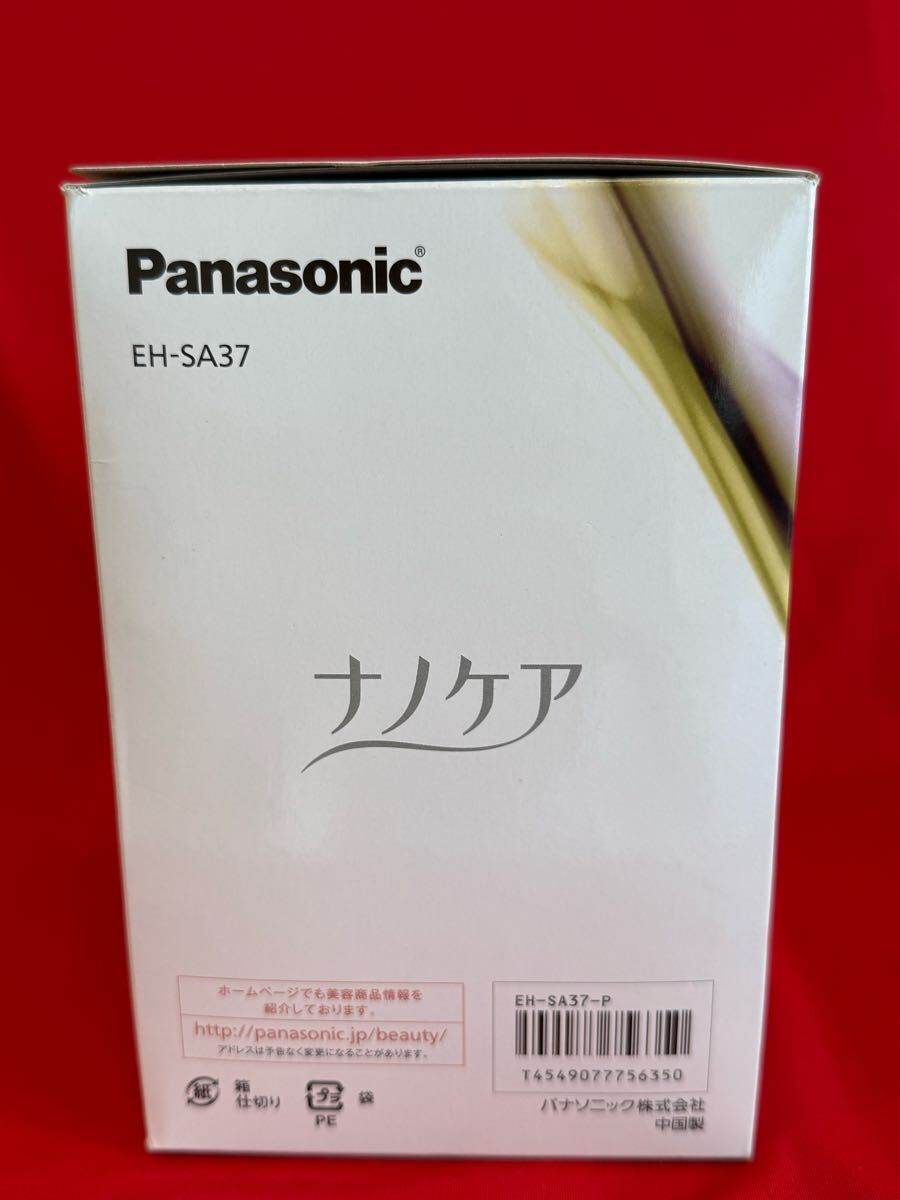 Panasonic®
EH-SA37
ナノケア
ホームページでも美容商品情報を
紹介しております。
http://panasonic.jp/beauty/
アドレスは予告なく変更になることがあります。
EH-SA37-P
T4549077756350
紙 箱
仕切り
プラ 袋
PE
パナソニック株式会社
中国製